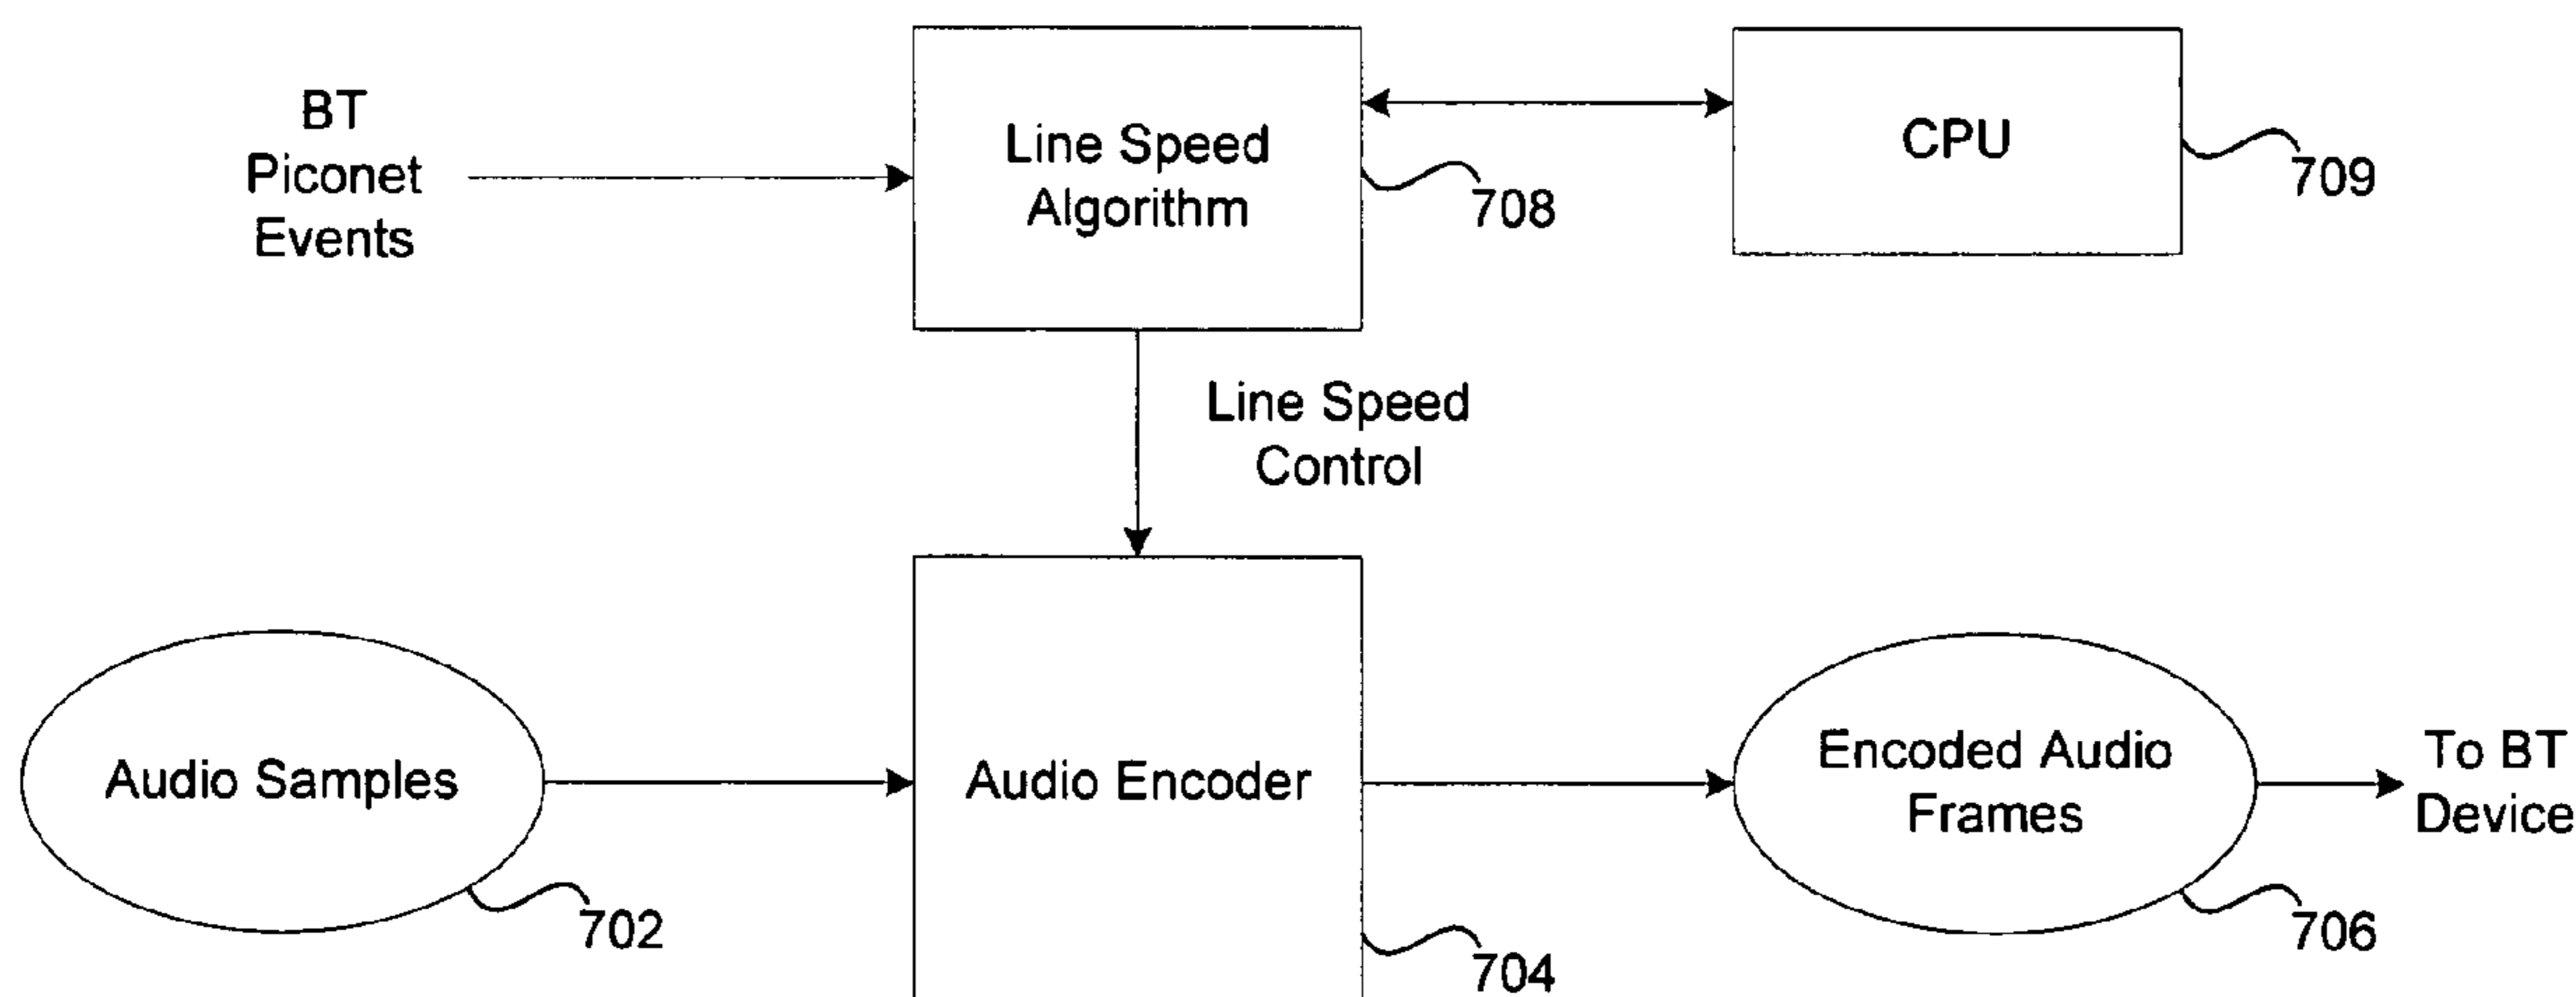 BT
Piconet
Events
Line Speed
Algorithm
708
CPU
709
Line Speed
Control
Audio Samples
702
Audio Encoder
704
Encoded Audio
Frames
706
To BT
Device